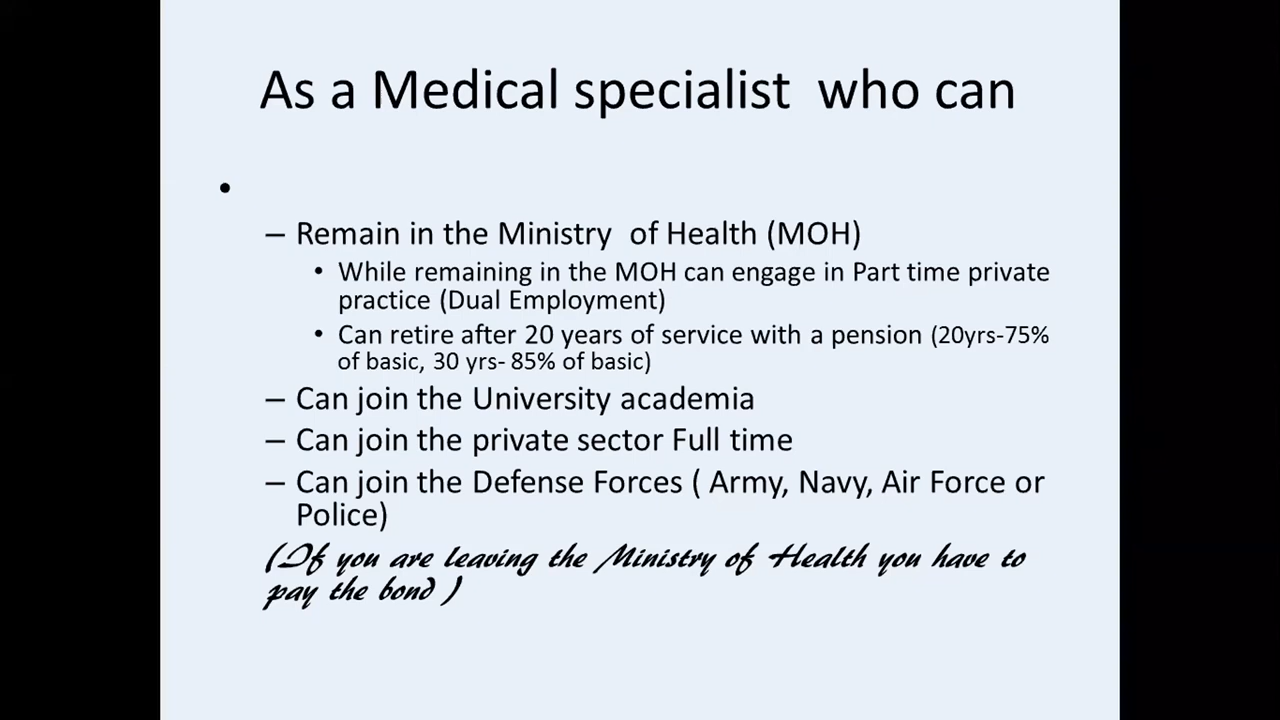 As a Medical specialist  who can
•
– Remain in the Ministry  of Health (MOH)
• While remaining in the MOH can engage in Part time private
practice (Dual Employment)
• Can retire after 20 years of service with a pension (20yrs-75%
of basic, 30 yrs- 85% of basic)
– Can join the University academia
– Can join the private sector Full time
– Can join the Defense Forces ( Army, Navy, Air Force or
Police)
(If you are leaving the Ministry of Health you have to
pay the bond )